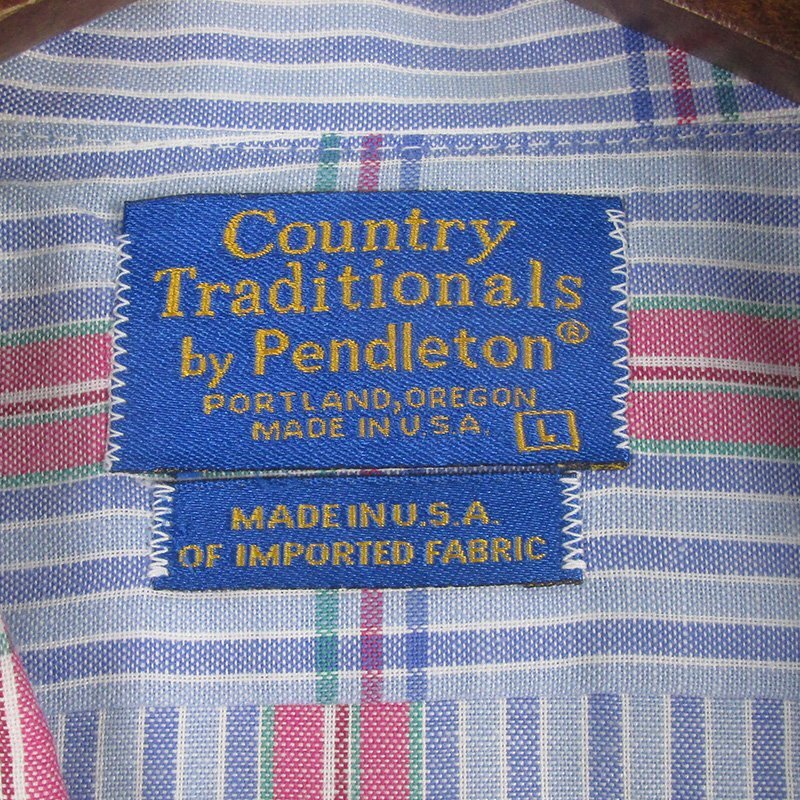 Country
Traditionals
by Pendleton®
PORTLAND, OREGON
MADE IN U.S.A. L
MADE IN U.S.A.
OF IMPORTED FABRIC